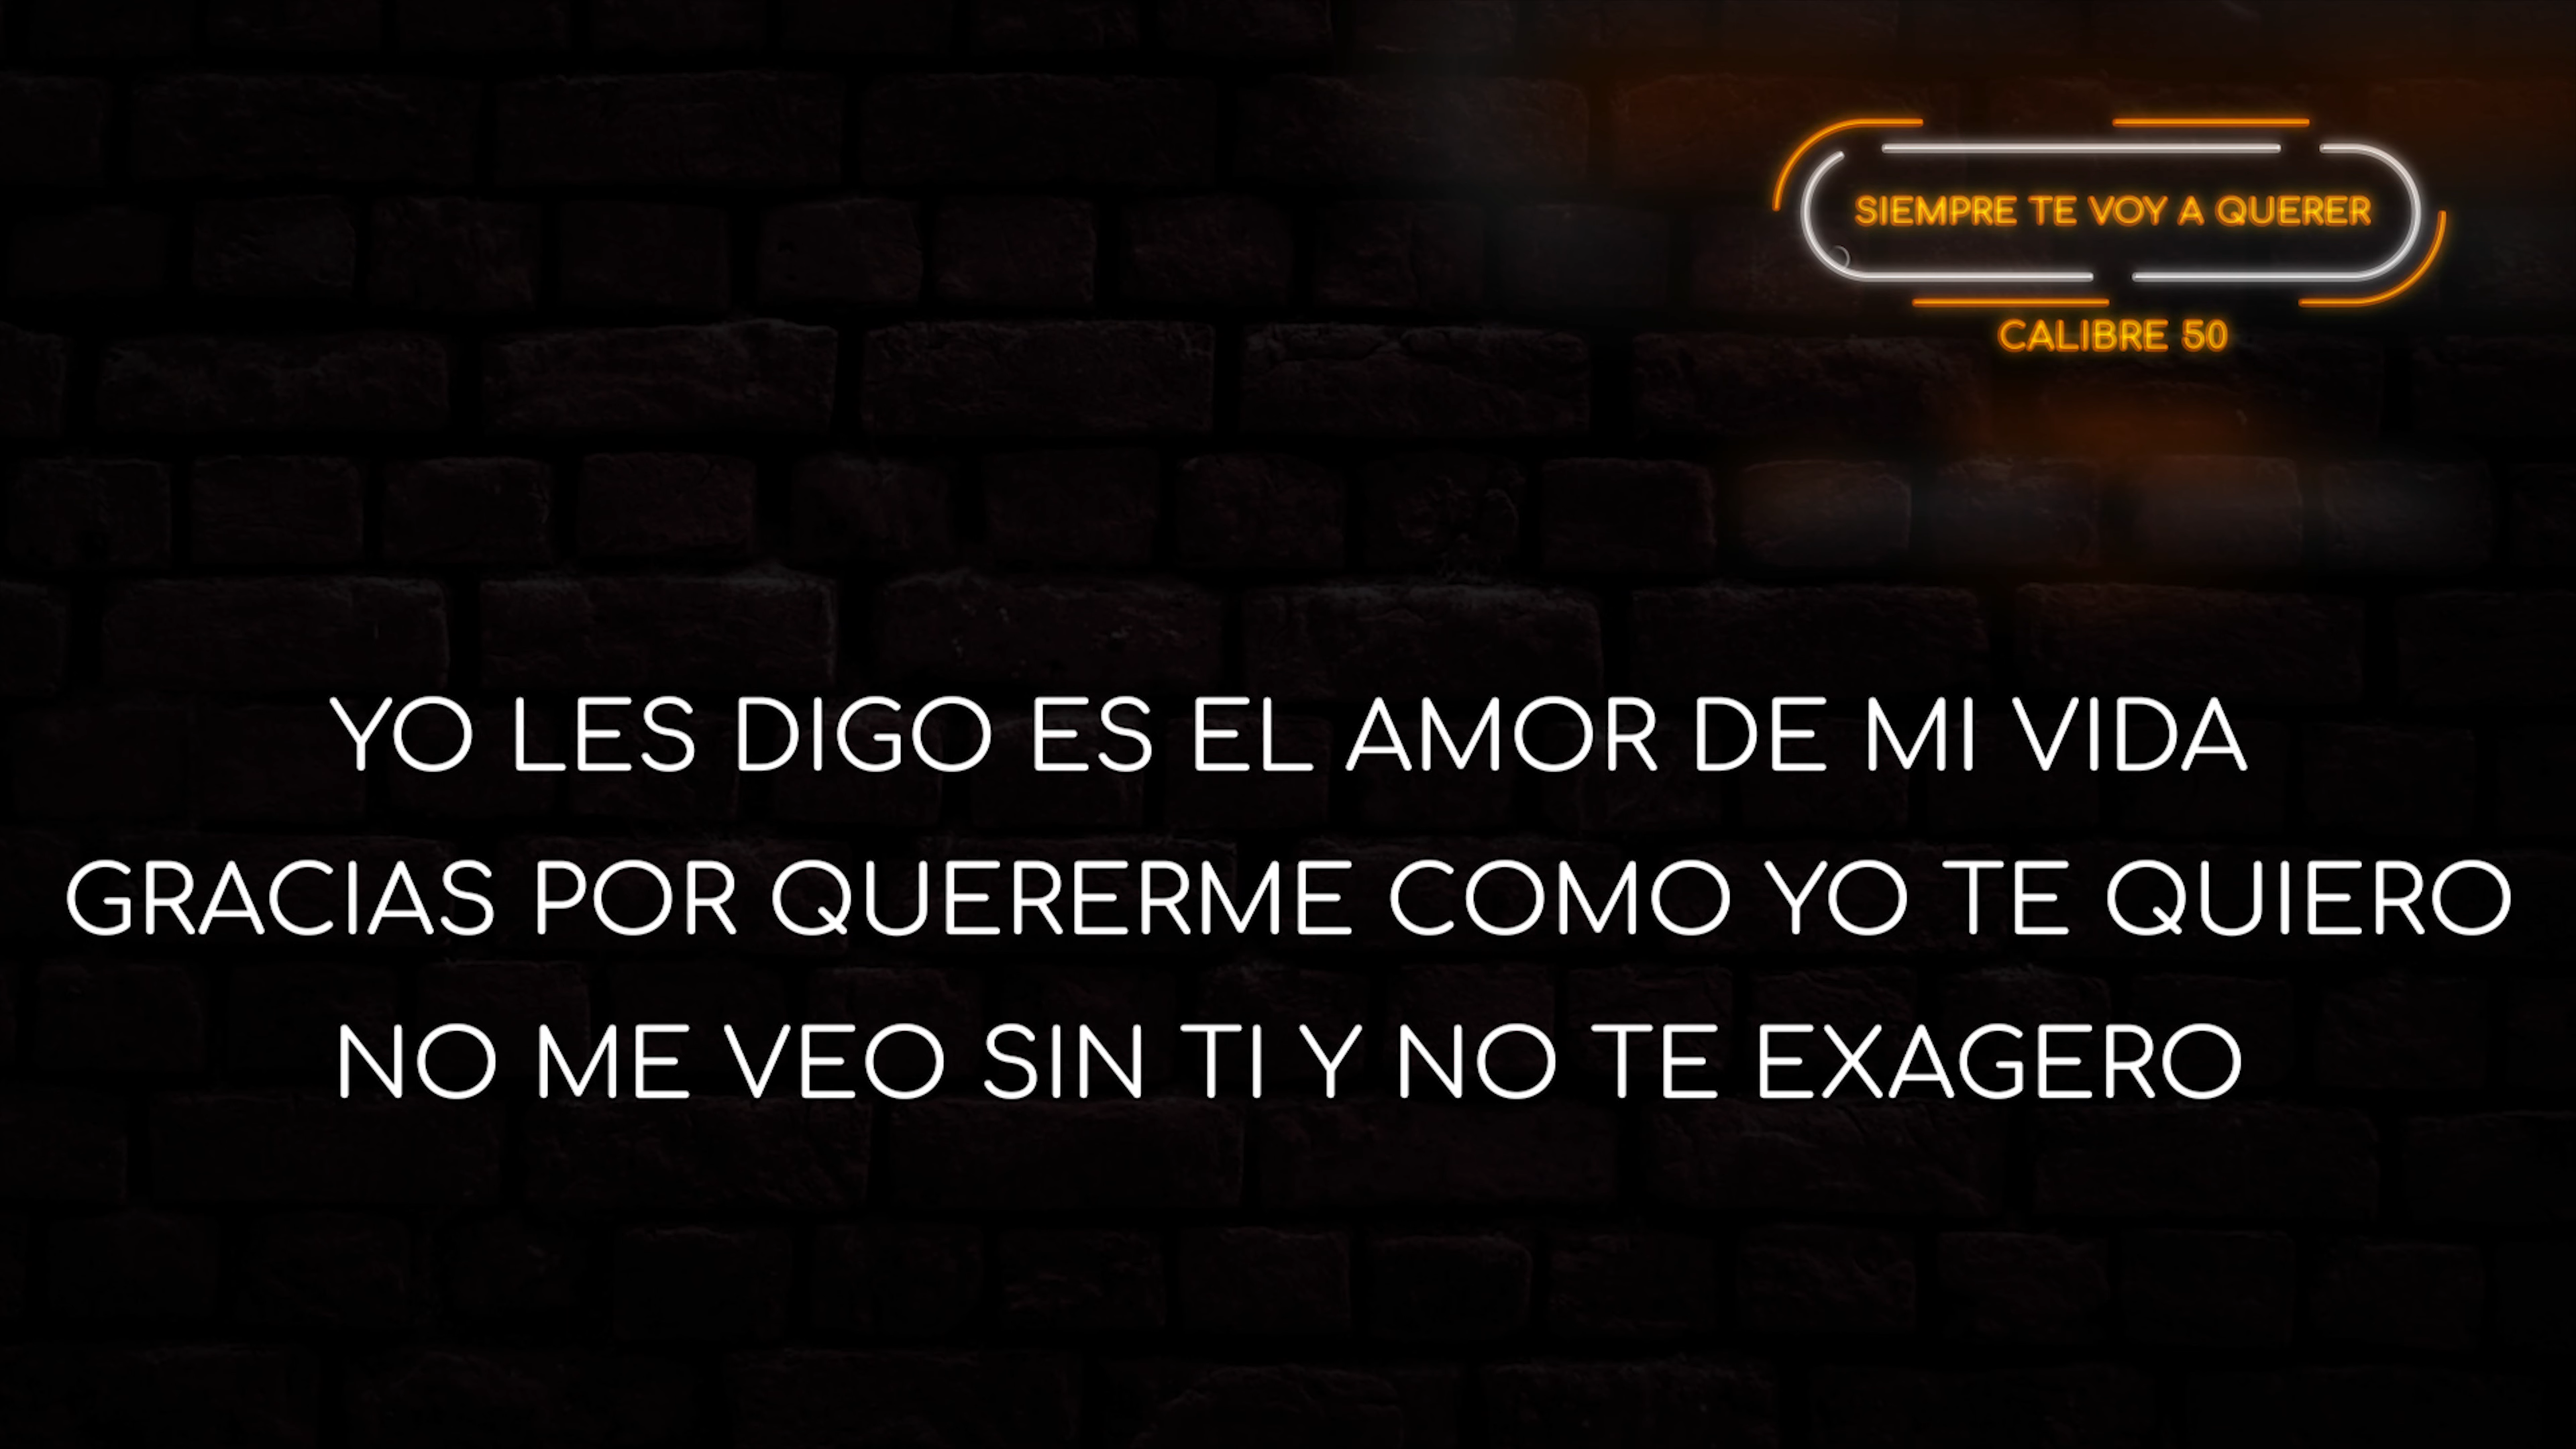 SIEMPRE TE VOY A QUERER
CALIBRE 50
YO LES DIGO ES EL AMOR DE MI VIDA
GRACIAS POR QUERERME COMO YO TE QUIERO
NO ME VEO SIN TI Y NO TE EXAGERO